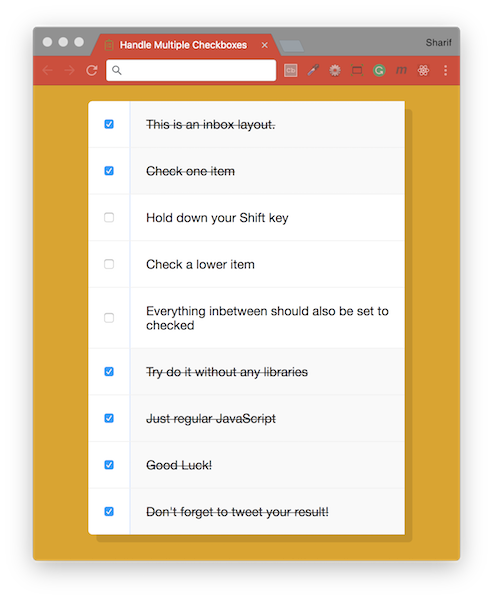 Handle Multiple Checkboxes
Sharif
This is an inbox layout.
Check one item
Hold down your Shift key
Check a lower item
Everything inbetween should also be set to
checked
Try do it without any libraries
Just regular JavaScript
Good Luck!
Don't forget to tweet your result!